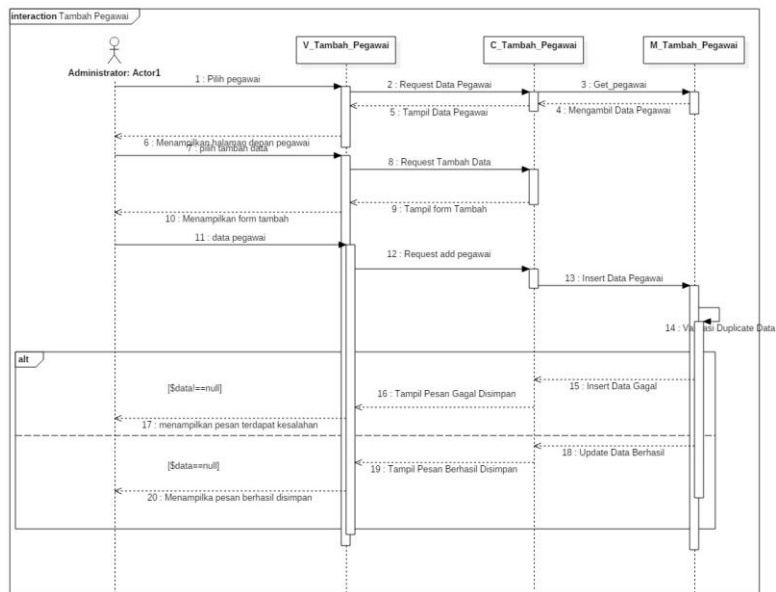 interaction Tambah Pegawai
V_Tambah_Pegawai
C_Tambah_Pegawai
M_Tambah_Pegawai
Administrator: Actor1
1 : Pilih pegawai
2 : Request Data Pegawai
3 : Get_pegawai
4 : Mengambil Data Pegawai
5 : Tampil Data Pegawai
6 : Menampilkan halaman depan pegawai
7 : pilih tambah data
8 : Request Tambah Data
9 : Tampil form Tambah
10 : Menampilkan form tambah
11 : data pegawai
12 : Request add pegawai
13 : Insert Data Pegawai
14 : Duplicate Data
alt
[$data!==null]
15 : Insert Data Gagal
16 : Tampil Pesan Gagal Disimpan
17 : menampilkan pesan terdapat kesalahan
18 : Update Data Berhasil
[$data==null]
19 : Tampil Pesan Berhasil Disimpan
20 : Menampilka pesan berhasil disimpan